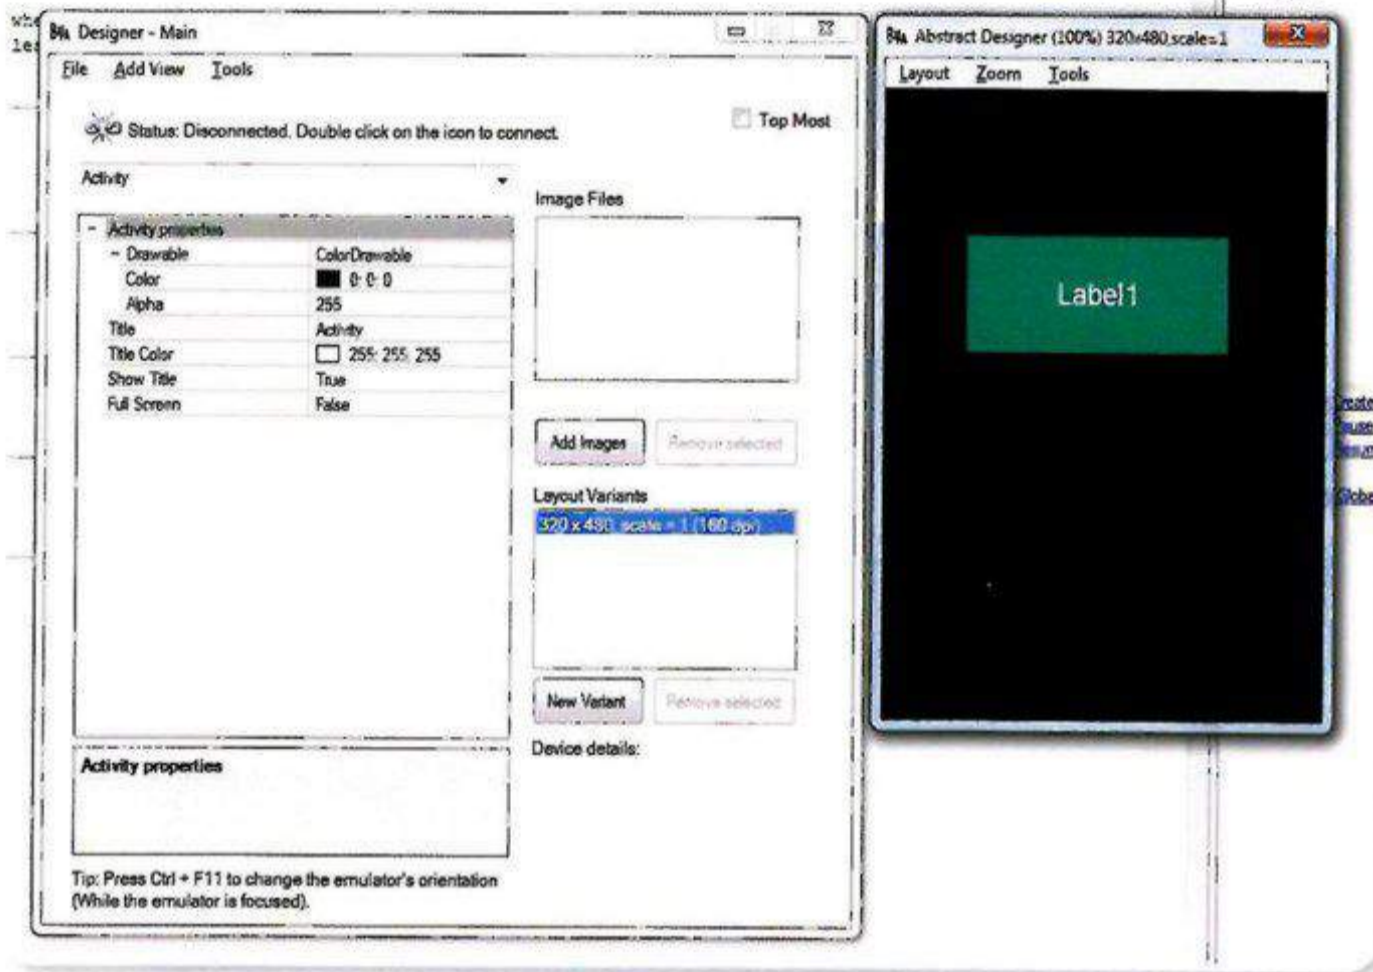 B4A Designer - Main
File Add View Tools
Status: Disconnected. Double click on the icon to connect.
Top Most
Activity
Activity properties
Drawable ColorDrawable
Color 0; 0; 0
Alpha 255
Title Activity
Title Color 255; 255; 255
Show Title True
Full Screen False
Image Files
Add Images Remove selected
Layout Variants
320 x 480, scale = 1 (160 dpi)
New Variant Remove selected
Device details:
Activity properties
Tip: Press Ctrl + F11 to change the emulator's orientation
(While the emulator is focused).
B4A Abstract Designer (100%) 320x480,scale=1
Layout Zoom Tools
Label1